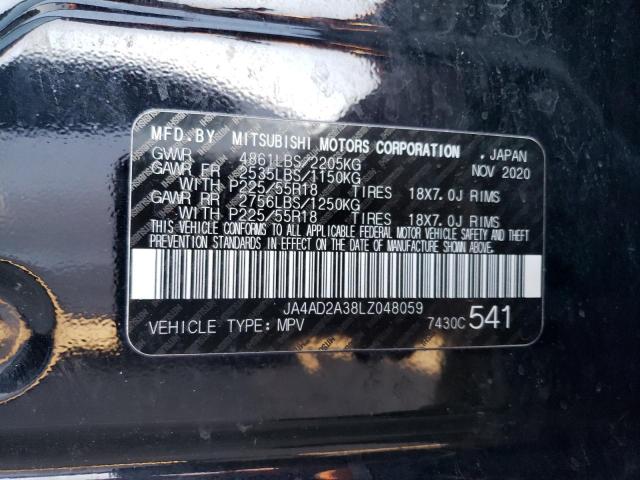 MFD.BY MITSUBISHI MOTORS CORPORATION , JAPAN
GVWR 4861LBS/2205KG NOV 2020
GAWR FR 2535LBS/1150KG
WITH P225/55R18 TIRES 18X7.0J RIMS
GAWR RR 2756LBS/1250KG
WITH P225/55R18 TIRES 18X7.0J RIMS
THIS VEHICLE CONFORMS TO ALL APPLICABLE FEDERAL MOTOR VEHICLE SAFETY AND THEFT
PREVENTION STANDARDS IN EFFECT ON THE DATE OF MANUFACTURE SHOWN ABOVE.
JA4AD2A38LZ048059
VEHICLE TYPE:MPV 7430C 541